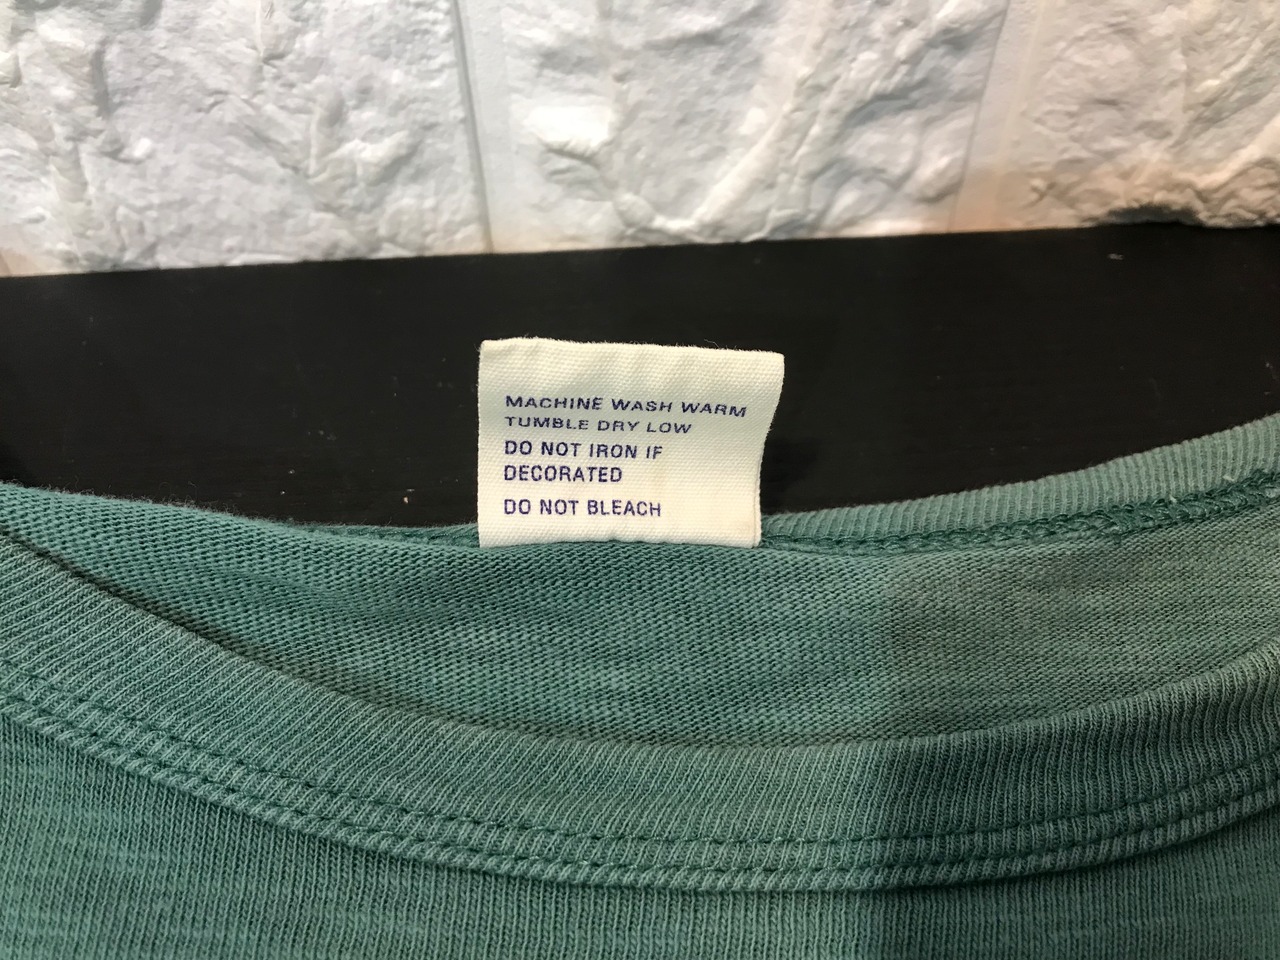 MACHINE WASH WARM
TUMBLE DRY LOW
DO NOT IRON IF
DECORATED
DO NOT BLEACH